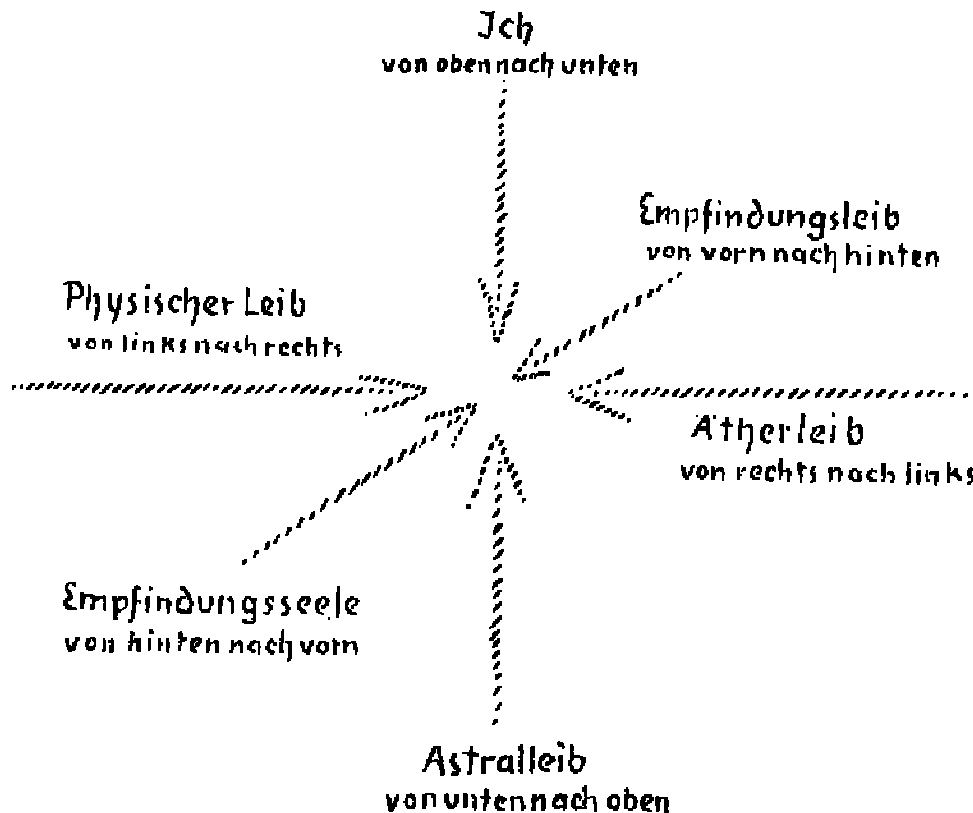 Ich
von oben nach unten
Empfindungsleib
von vorn nach hinten
Physischer Leib
von links nach rechts
Ätherleib
von rechts nach links
Empfindungsseele
von hinten nach vorn
Astralleib
von unten nach oben